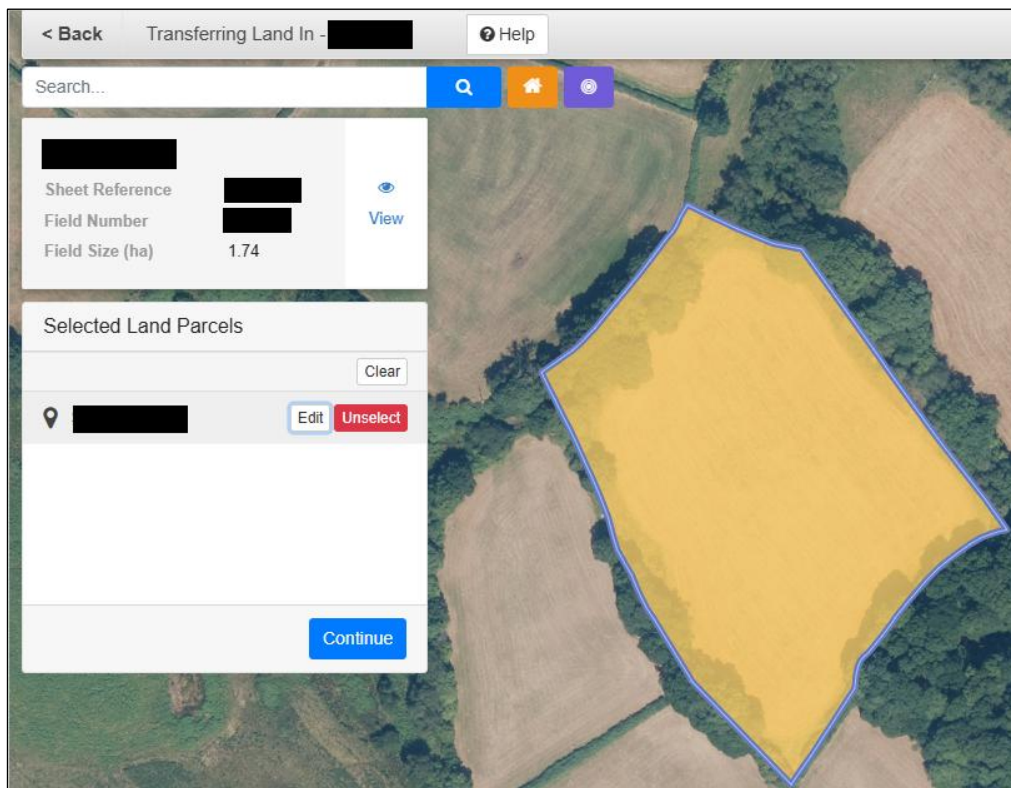 < Back Transferring Land In - Help
Search...
Sheet Reference
Field Number
Field Size (ha) 1.74
View
Selected Land Parcels
Clear
Edit Unselect
Continue